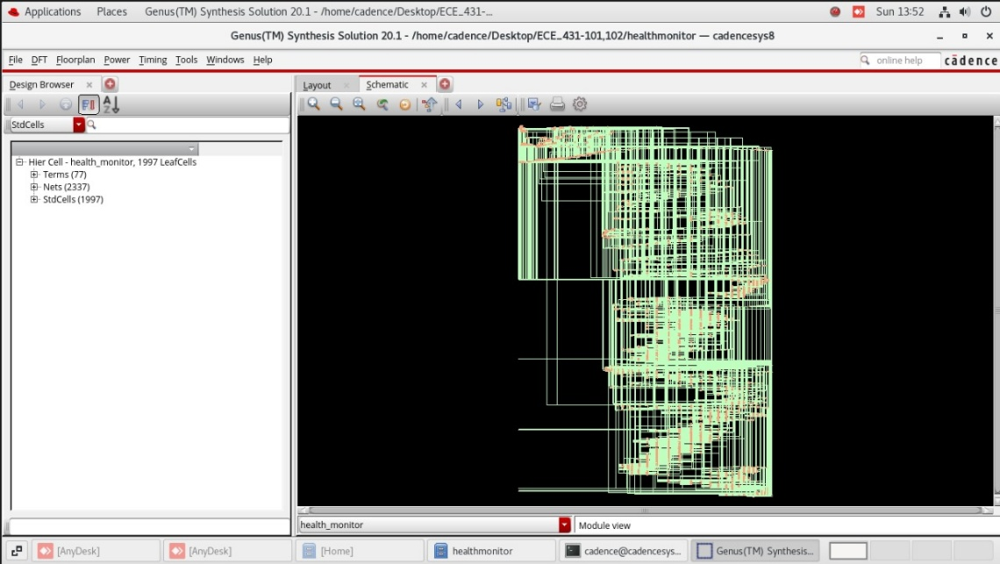 Applications Places Genus(TM) Synthesis Solution 20.1 - /home/cadence/Desktop/ECE_431-... Sun 13:52
Genus(TM) Synthesis Solution 20.1 - /home/cadence/Desktop/ECE_431-101,102/healthmonitor — cadencesys8
File DFT Floorplan Power Timing Tools Windows Help online help cādence
Design Browser Layout Schematic
StdCells
Hier Cell - health_monitor, 1997 LeafCells
Terms (77)
Nets (2337)
StdCells (1997)
health_monitor Module view
[AnyDesk] [AnyDesk] [Home] healthmonitor cadence@cadencesys... Genus(TM) Synthesis...